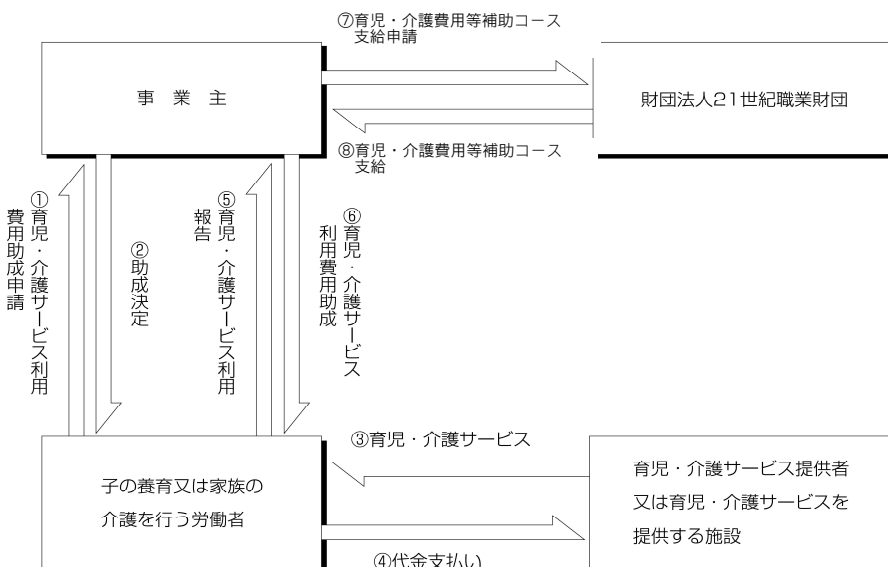 ⑦育児・介護費用等補助コース
支給申請
事　業　主
財団法人21世紀職業財団
⑧育児・介護費用等補助コース
支給
①育児・介護サービス利用
費用助成申請
②助成決定
⑤育児・介護サービス利用
報告
⑥育児・介護サービス
利用費用助成
③育児・介護サービス
子の養育又は家族の
介護を行う労働者
育児・介護サービス提供者
又は育児・介護サービスを
提供する施設
④代金支払い